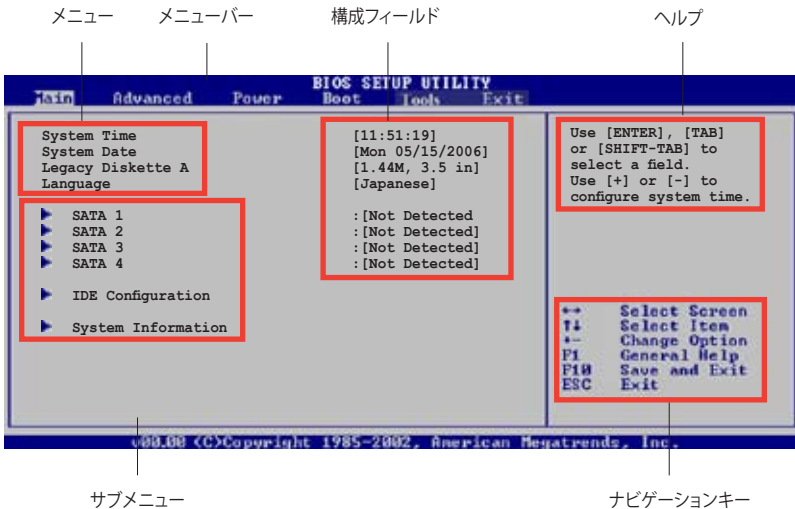 メニュー メニューバー 構成フィールド ヘルプ
BIOS SETUP UTILITY
Main Advanced Power Boot Tools Exit
System Time [11:51:19]
System Date [Mon 05/15/2006]
Legacy Diskette A [1.44M, 3.5 in]
Language [Japanese]
SATA 1 :[Not Detected
SATA 2 :[Not Detected]
SATA 3 :[Not Detected]
SATA 4 :[Not Detected]
IDE Configuration
System Information
Use [ENTER], [TAB]
or [SHIFT-TAB] to
select a field.
Use [+] or [-] to
configure system time.
←→ Select Screen
↑↓ Select Item
+- Change Option
F1 General Help
F10 Save and Exit
ESC Exit
v00.00 (C)Copyright 1985-2002, American Megatrends, Inc.
サブメニュー ナビゲーションキー